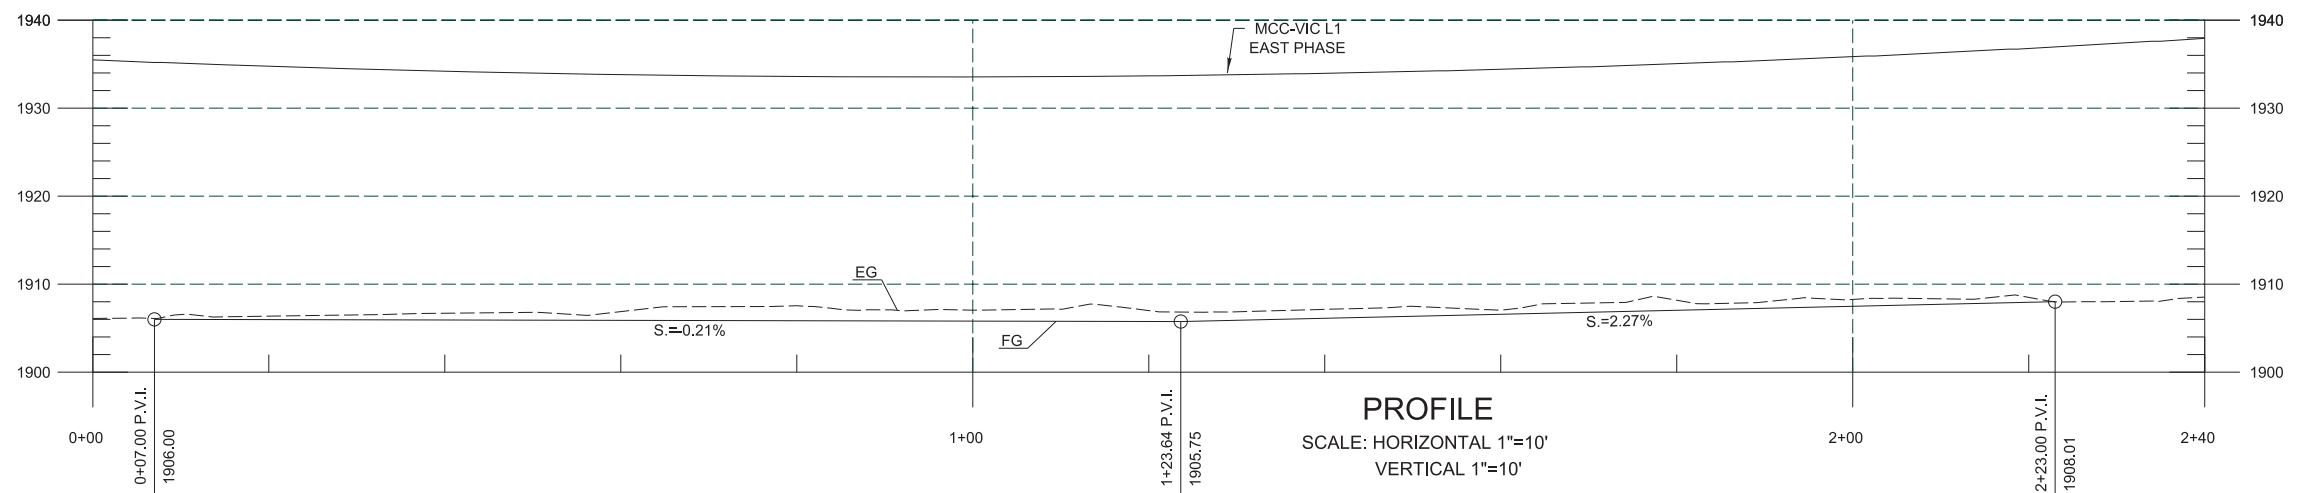 1940
1940
MCC-VIC L1
EAST PHASE
1930
1930
1920
1920
1910
1910
EG
S.=-0.21%
FG
S.=2.27%
1900
1900
0+00
0+07.00 P.V.I.
1906.00
1+00
1+23.64 P.V.I.
1905.75
PROFILE
SCALE: HORIZONTAL 1"=10'
VERTICAL 1"=10'
2+00
2+23.00 P.V.I.
1908.01
2+40